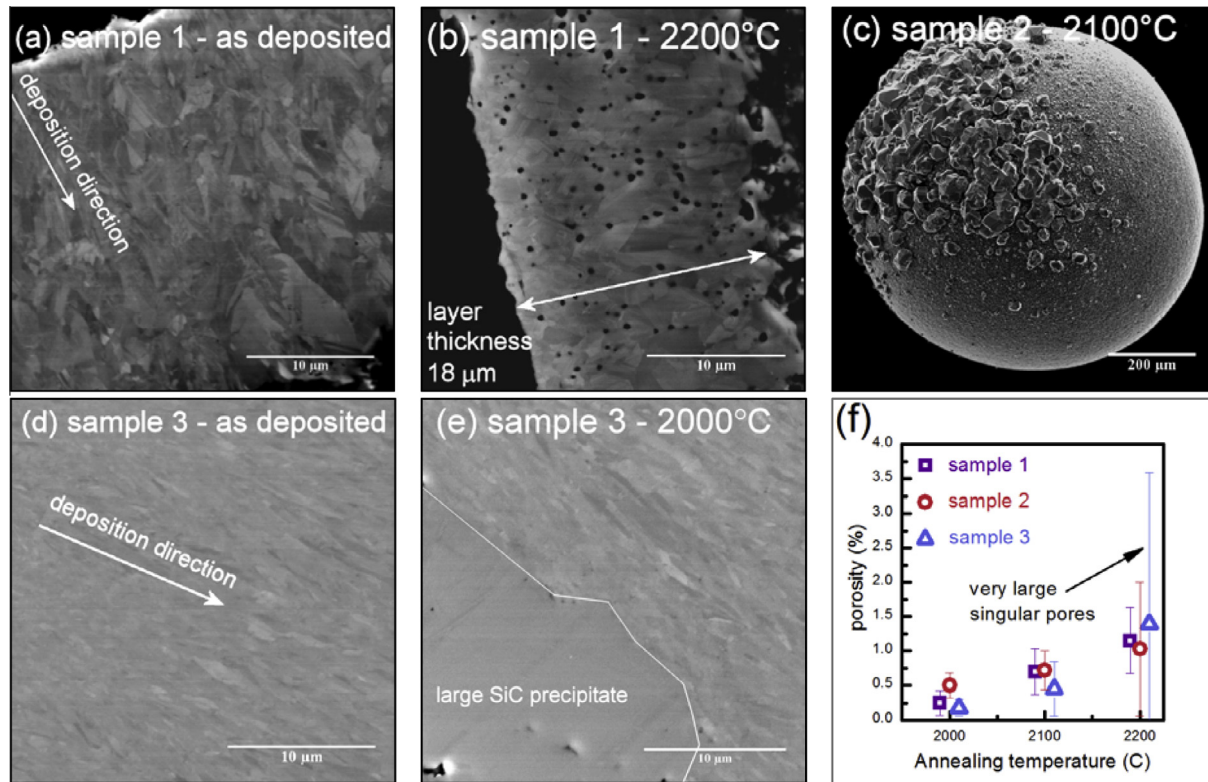 (a) sample 1 - as deposited
deposition direction
10 µm
(b) sample 1 - 2200°C
layer
thickness
18 µm
10 µm
(c) sample 2 - 2100°C
200 µm
(d) sample 3 - as deposited
deposition direction
10 µm
(e) sample 3 - 2000°C
large SiC precipitate
10 µm
(f)
4.0
3.5
3.0
2.5
2.0
1.5
1.0
0.5
0.0
porosity (%)
sample 1
sample 2
sample 3
very large
singular pores
2000 2100 2200
Annealing temperature (C)